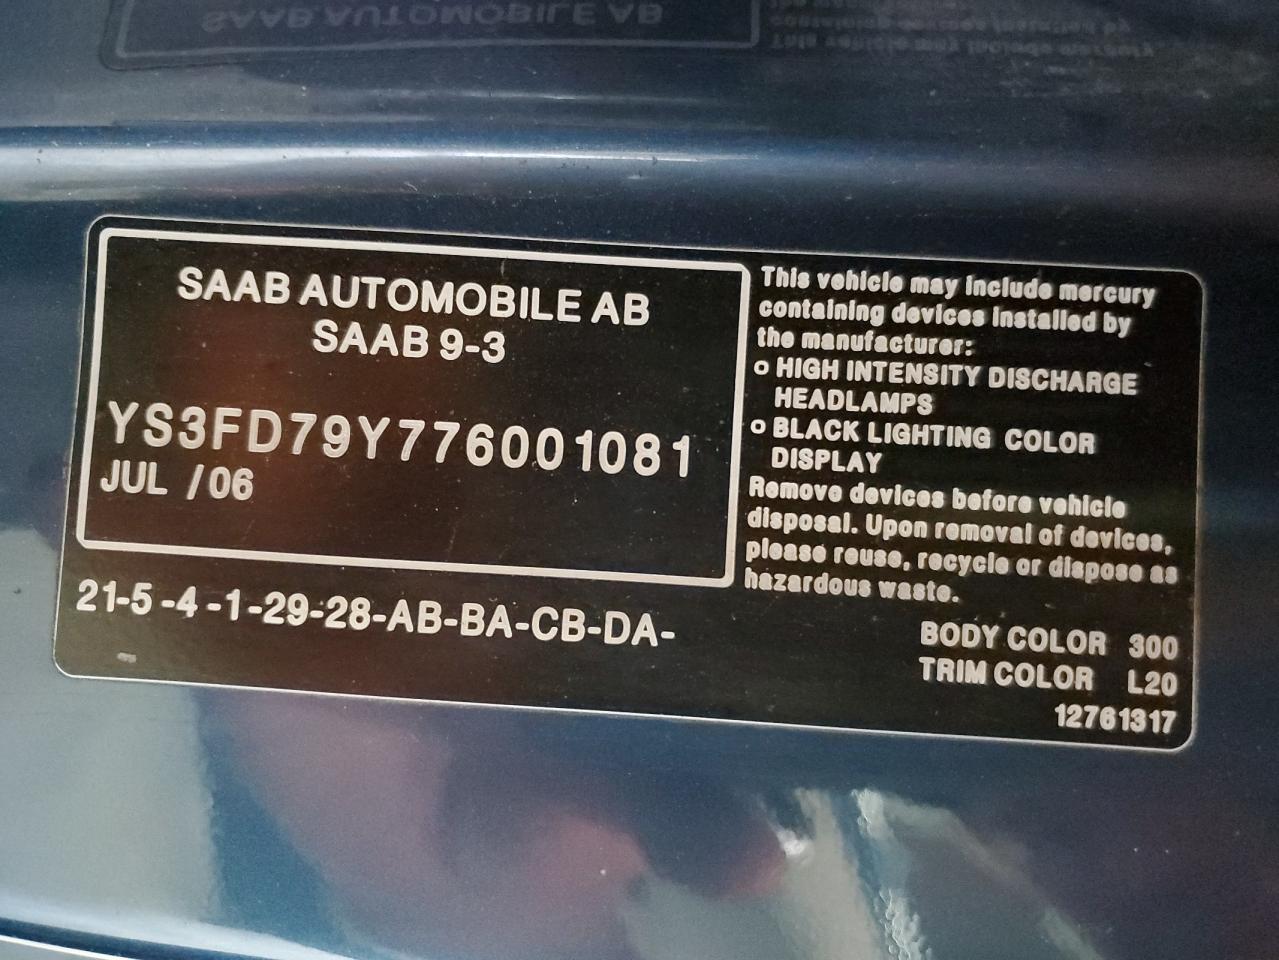 SAAB AUTOMOBILE AB
SAAB 9-3
YS3FD79Y776001081
JUL /06
21-5-4-1-29-28-AB-BA-CB-DA-
This vehicle may include mercury
containing devices installed by
the manufacturer:
o HIGH INTENSITY DISCHARGE
HEADLAMPS
o BLACK LIGHTING COLOR
DISPLAY
Remove devices before vehicle
disposal. Upon removal of devices,
please reuse, recycle or dispose as
hazardous waste.
BODY COLOR 300
TRIM COLOR L20
12761317